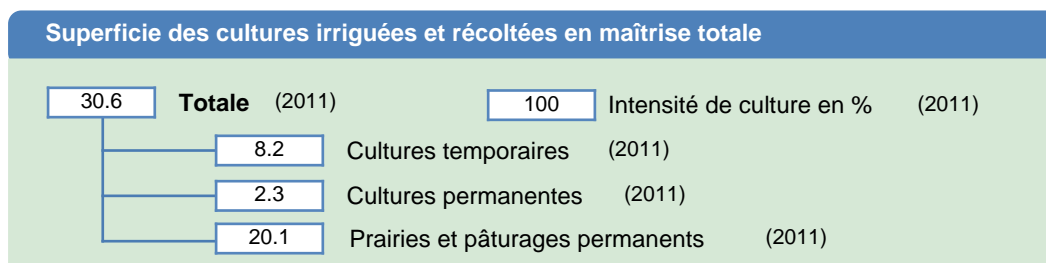 Superficie des cultures irriguées et récoltées en maîtrise totale
30.6 Totale (2011) 100 Intensité de culture en % (2011)
8.2 Cultures temporaires (2011)
2.3 Cultures permanentes (2011)
20.1 Prairies et pâturages permanents (2011)